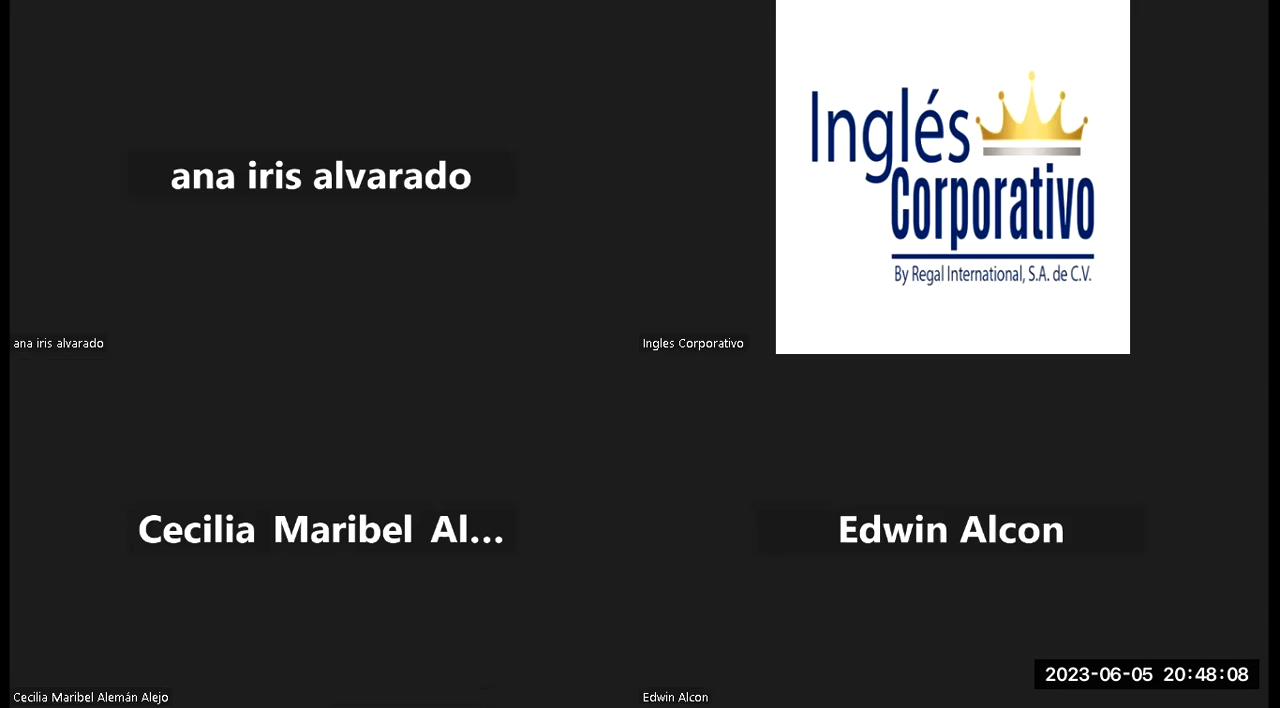 ana iris alvarado
ana iris alvarado
Inglés
Corporativo
By Regal International, S.A. de C.V.
Ingles Corporativo
Cecilia Maribel Al...
Cecilia Maribel Alemán Alejo
Edwin Alcon
Edwin Alcon
2023-06-05 20:48:08